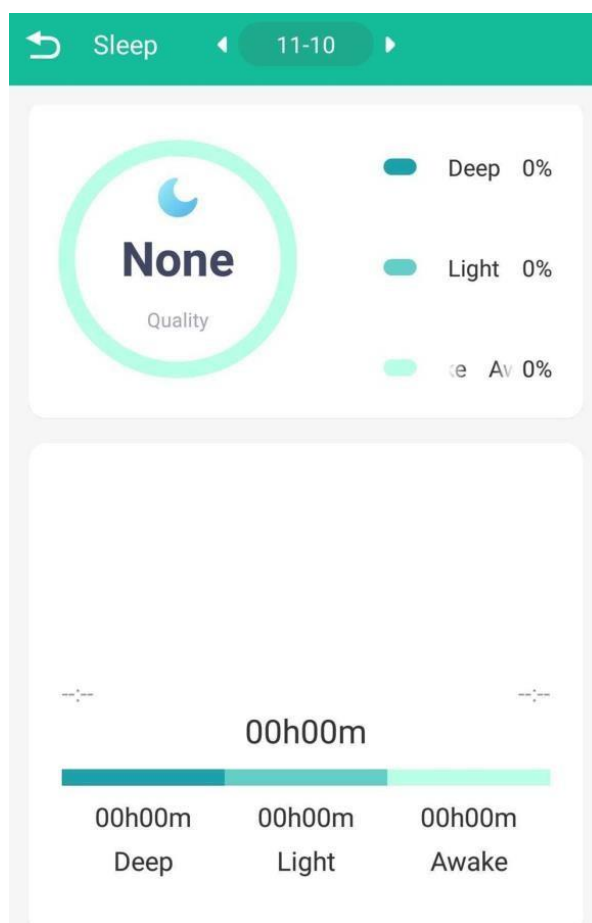 Sleep
11-10
None
Quality
Deep 0%
Light 0%
0%
--:-- --:--
00h00m
00h00m 00h00m 00h00m
Deep Light Awake